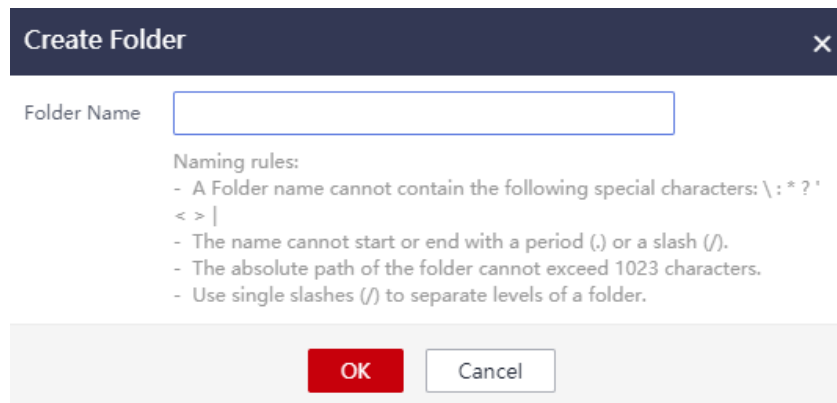 Create Folder ×
Folder Name
Naming rules:
- A Folder name cannot contain the following special characters: \ : * ? '
< > |
- The name cannot start or end with a period (.) or a slash (/).
- The absolute path of the folder cannot exceed 1023 characters.
- Use single slashes (/) to separate levels of a folder.
OK Cancel